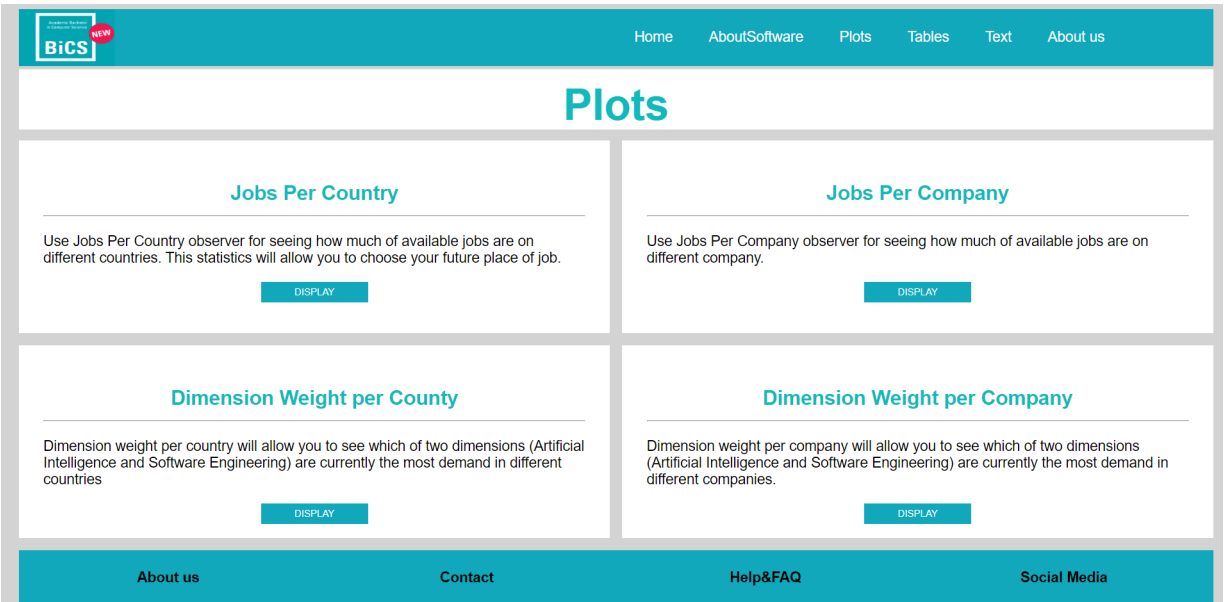 Academic Bachelor
in Computer Science
NEW
BiCS
Home AboutSoftware Plots Tables Text About us
Plots
Jobs Per Country
Use Jobs Per Country observer for seeing how much of available jobs are on
different countries. This statistics will allow you to choose your future place of job.
DISPLAY
Jobs Per Company
Use Jobs Per Company observer for seeing how much of available jobs are on
different company.
DISPLAY
Dimension Weight per County
Dimension weight per country will allow you to see which of two dimensions (Artificial
Intelligence and Software Engineering) are currently the most demand in different
countries
DISPLAY
Dimension Weight per Company
Dimension weight per company will allow you to see which of two dimensions
(Artificial Intelligence and Software Engineering) are currently the most demand in
different companies.
DISPLAY
About us Contact Help&FAQ Social Media